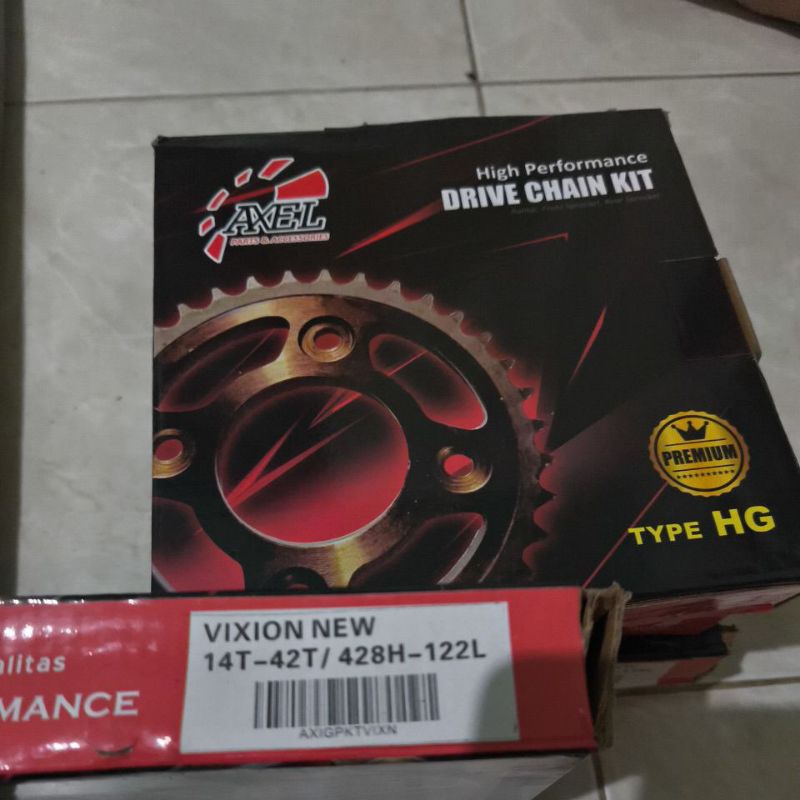 AXEL
PARTS & ACCESSORIES
High Performance
DRIVE CHAIN KIT
PREMIUM
TYPE HG
VIXION NEW
14T-42T/ 428H-122L
AXIGPKTVIXN
alitas
MANCE